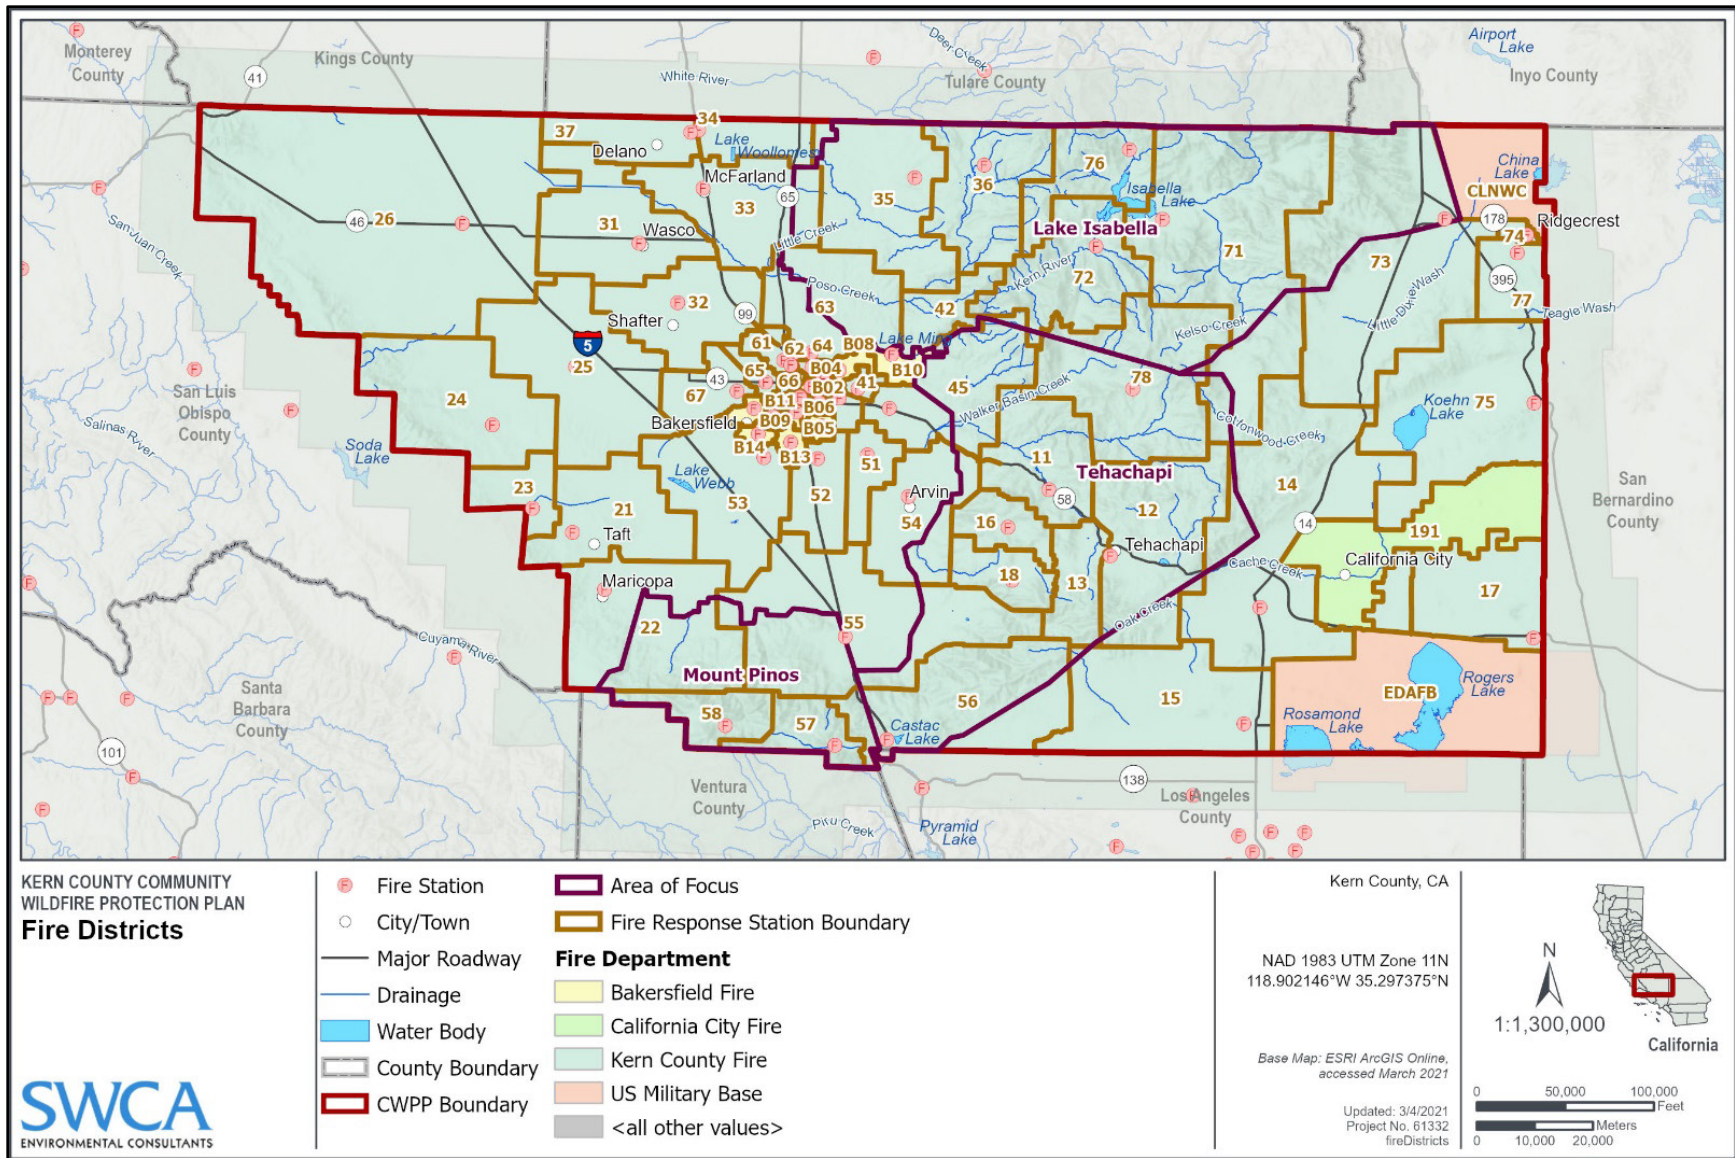 Monterey
County
Kings County
41
White River
Deer Creek
Tulare County
Airport
Lake
Inyo County
37
34
Lake
Woollomes
Delano
McFarland
65
33
35
36
76
Isabella
Lake
China
Lake
CLNWC
178
Ridgecrest
74
San Juan Creek
46
26
31
Wasco
Little Creek
Lake Isabella
71
73
395
77
Little Dixie Wash
Teagle Wash
Kern River
72
Poso Creek
63
42
32
99
Shafter
5
25
61
62
64
B08
Lake Ming
B10
Kelso Creek
San Luis
Obispo
County
Salinas River
Soda
Lake
24
43
65
66
B04
B02
41
67
B11
B06
B09
B05
Bakersfield
B14
B13
45
Walker Basin Creek
78
Cottonwood Creek
Koehn
Lake
75
San
Bernardino
County
23
21
Lake
Webb
53
52
51
Arvin
54
11
58
Tehachapi
12
14
14
16
18
13
Tehachapi
Cache Creek
191
California City
17
Taft
Maricopa
22
55
Oak Creek
Cuyama River
Santa
Barbara
County
Mount Pinos
58
57
56
15
EDAFB
Rogers
Lake
Rosamond
Lake
Castac
Lake
101
Ventura
County
138
Los Angeles
County
Piru Creek
Pyramid
Lake
KERN COUNTY COMMUNITY
WILDFIRE PROTECTION PLAN
Fire Districts
SWCA
ENVIRONMENTAL CONSULTANTS
F Fire Station
City/Town
Major Roadway
Drainage
Water Body
County Boundary
CWPP Boundary
Area of Focus
Fire Response Station Boundary
Fire Department
Bakersfield Fire
California City Fire
Kern County Fire
US Military Base
<all other values>
Kern County, CA
NAD 1983 UTM Zone 11N
118.902146°W 35.297375°N
Base Map: ESRI ArcGIS Online,
accessed March 2021
Updated: 3/4/2021
Project No. 61332
fireDistricts
N
1:1,300,000
California
0 50,000 100,000
Feet
Meters
0 10,000 20,000